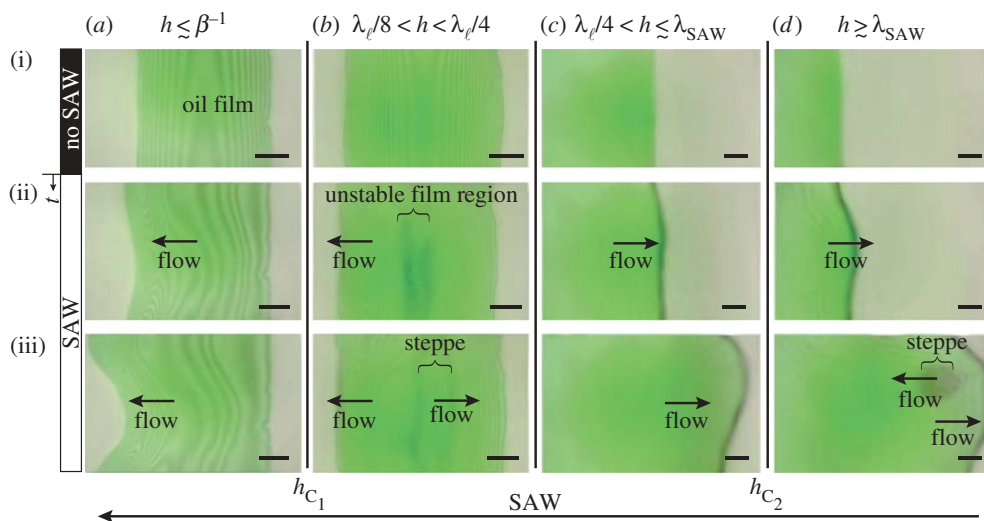 (a) h ≲ β⁻¹ (b) λℓ/8 < h < λℓ/4 (c) λℓ/4 < h ≲ λSAW (d) h ≳ λSAW
(i)
no SAW
oil film
t
(ii)
SAW
flow
unstable film region
flow
flow
flow
(iii)
flow
steppe
flow
flow
flow
steppe
flow
flow
hC1
SAW
hC2